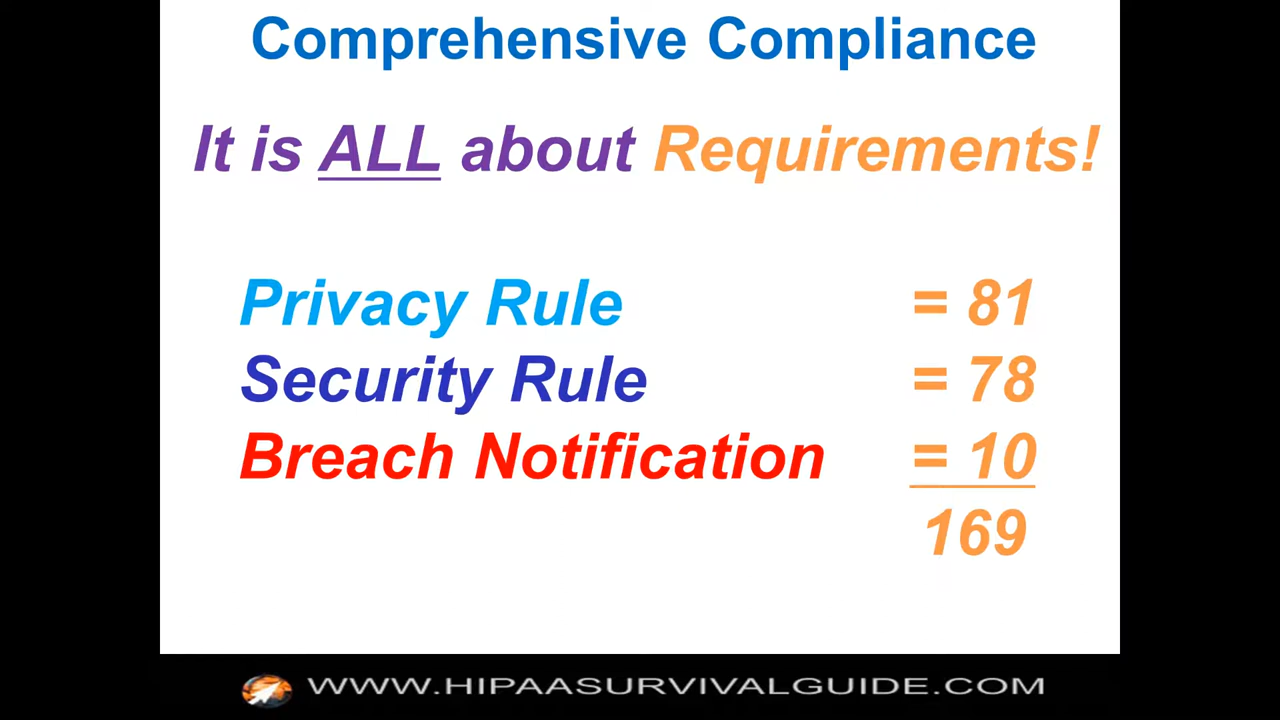 Comprehensive Compliance
It is ALL about Requirements!
Privacy Rule = 81
Security Rule = 78
Breach Notification = 10
169
WWW.HIPAASURVIVALGUIDE.COM